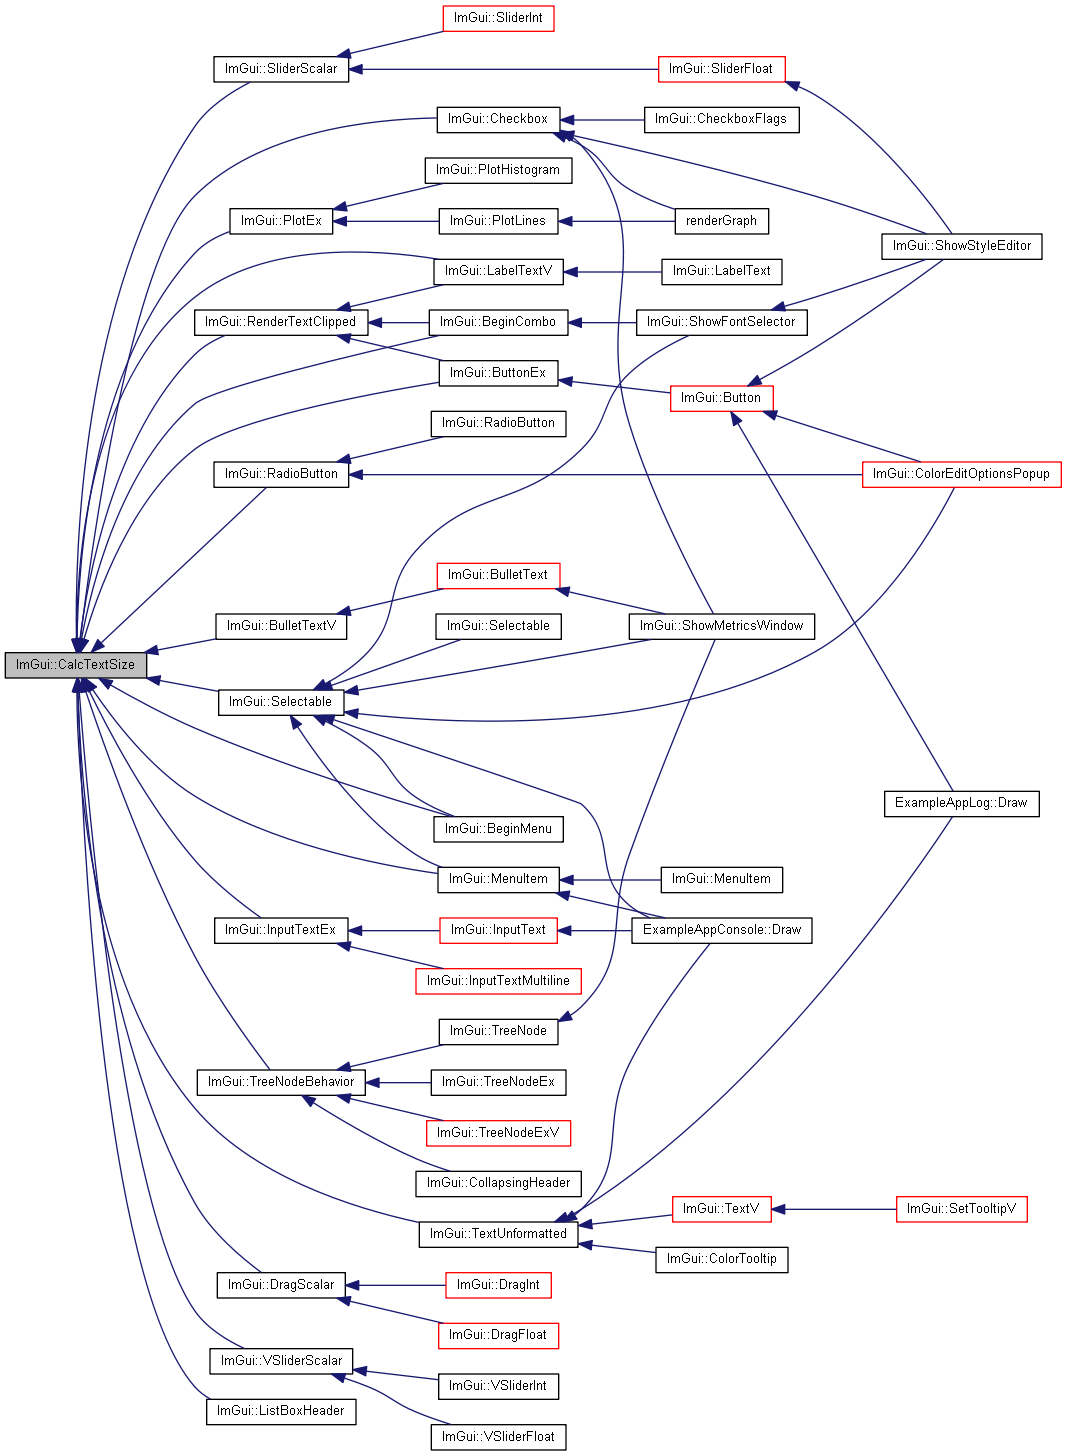 ImGui::SliderInt
ImGui::SliderScalar
ImGui::SliderFloat
ImGui::Checkbox
ImGui::CheckboxFlags
ImGui::PlotHistogram
ImGui::PlotEx
ImGui::PlotLines
renderGraph
ImGui::ShowStyleEditor
ImGui::LabelTextV
ImGui::LabelText
ImGui::RenderTextClipped
ImGui::BeginCombo
ImGui::ShowFontSelector
ImGui::ButtonEx
ImGui::Button
ImGui::RadioButton
ImGui::RadioButton
ImGui::ColorEditOptionsPopup
ImGui::BulletText
ImGui::BulletTextV
ImGui::Selectable
ImGui::ShowMetricsWindow
ImGui::CalcTextSize
ImGui::Selectable
ExampleAppLog::Draw
ImGui::BeginMenu
ImGui::MenuItem
ImGui::MenuItem
ImGui::InputTextEx
ImGui::InputText
ExampleAppConsole::Draw
ImGui::InputTextMultiline
ImGui::TreeNode
ImGui::TreeNodeBehavior
ImGui::TreeNodeEx
ImGui::TreeNodeExV
ImGui::CollapsingHeader
ImGui::TextV
ImGui::SetTooltipV
ImGui::TextUnformatted
ImGui::ColorTooltip
ImGui::DragScalar
ImGui::DragInt
ImGui::DragFloat
ImGui::VSliderScalar
ImGui::VSliderInt
ImGui::ListBoxHeader
ImGui::VSliderFloat